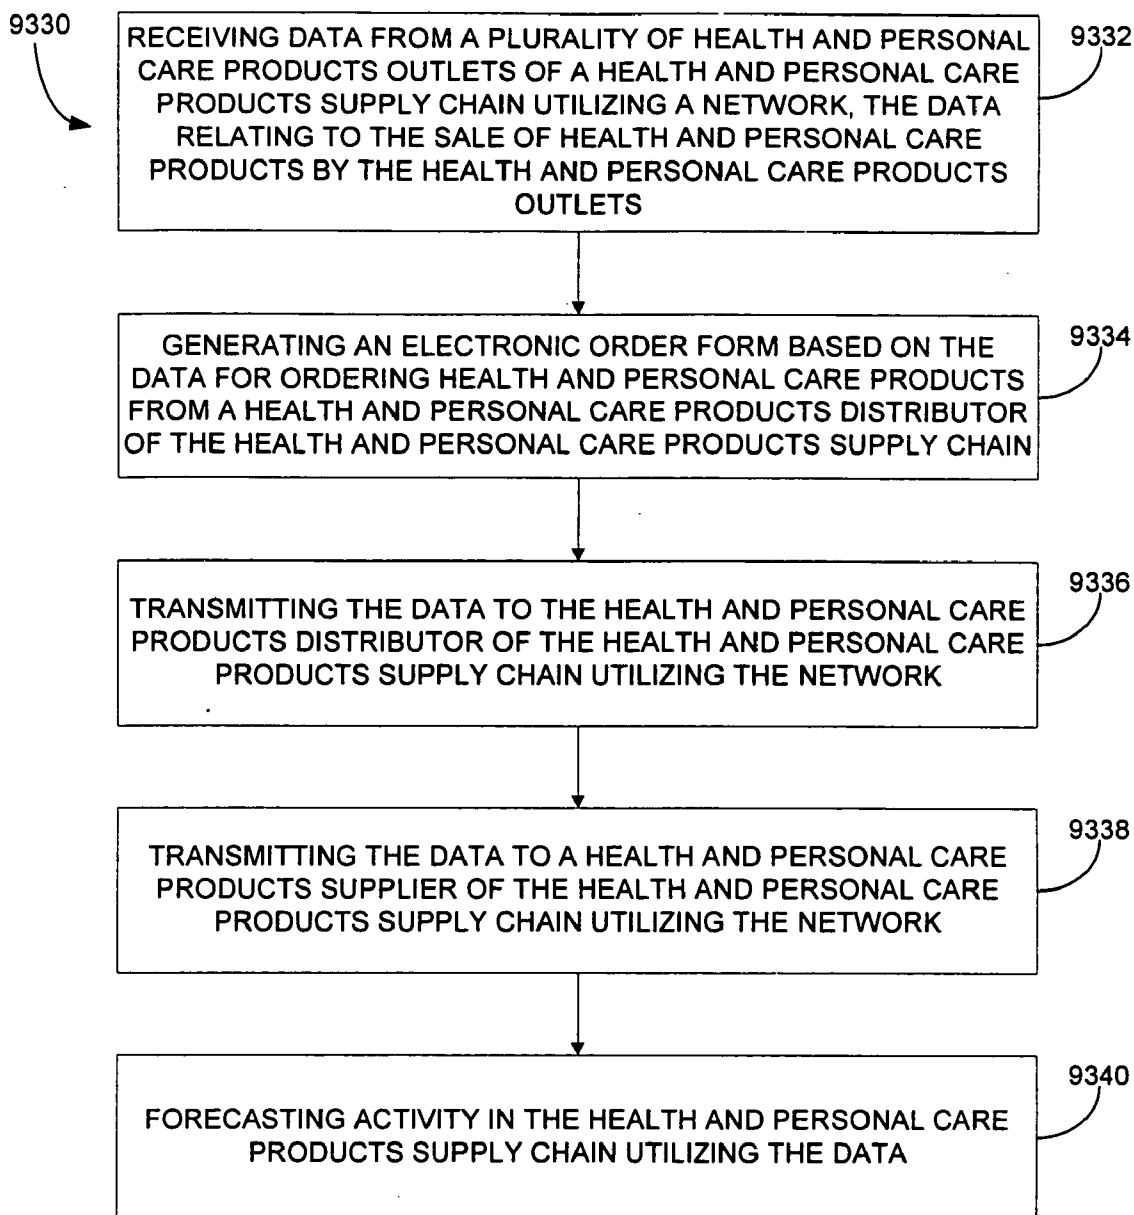 9330
RECEIVING DATA FROM A PLURALITY OF HEALTH AND PERSONAL
CARE PRODUCTS OUTLETS OF A HEALTH AND PERSONAL CARE
PRODUCTS SUPPLY CHAIN UTILIZING A NETWORK, THE DATA
RELATING TO THE SALE OF HEALTH AND PERSONAL CARE
PRODUCTS BY THE HEALTH AND PERSONAL CARE PRODUCTS
OUTLETS
9332
GENERATING AN ELECTRONIC ORDER FORM BASED ON THE
DATA FOR ORDERING HEALTH AND PERSONAL CARE PRODUCTS
FROM A HEALTH AND PERSONAL CARE PRODUCTS DISTRIBUTOR
OF THE HEALTH AND PERSONAL CARE PRODUCTS SUPPLY CHAIN
9334
TRANSMITTING THE DATA TO THE HEALTH AND PERSONAL CARE
PRODUCTS DISTRIBUTOR OF THE HEALTH AND PERSONAL CARE
PRODUCTS SUPPLY CHAIN UTILIZING THE NETWORK
9336
TRANSMITTING THE DATA TO A HEALTH AND PERSONAL CARE
PRODUCTS SUPPLIER OF THE HEALTH AND PERSONAL CARE
PRODUCTS SUPPLY CHAIN UTILIZING THE NETWORK
9338
FORECASTING ACTIVITY IN THE HEALTH AND PERSONAL CARE
PRODUCTS SUPPLY CHAIN UTILIZING THE DATA
9340